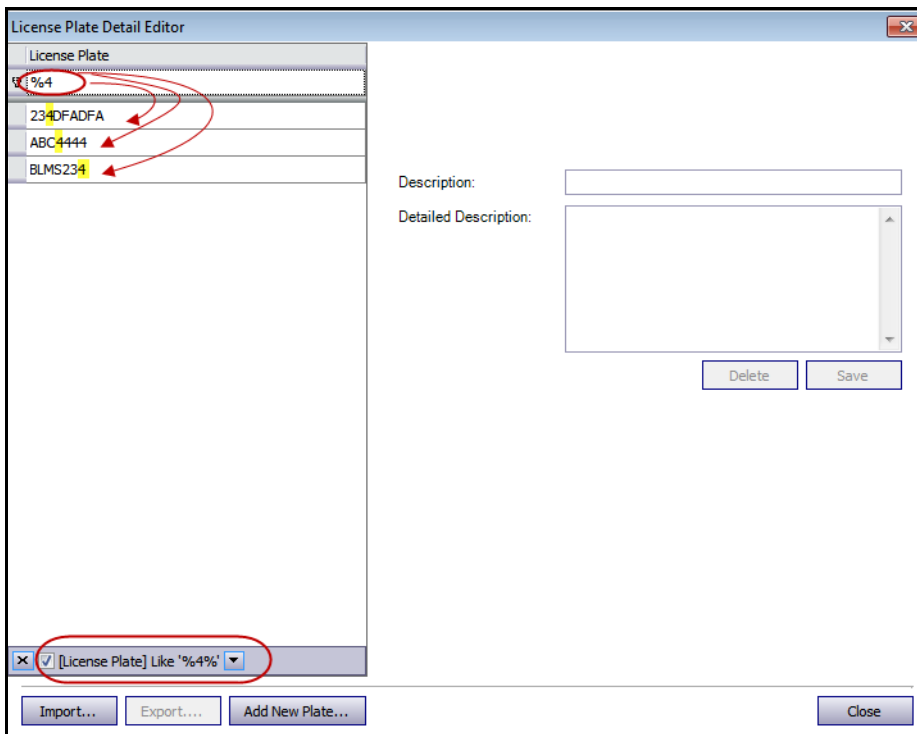 License Plate Detail Editor
License Plate
%4
234DFADFA
ABC4444
BLMS234
Description:
Detailed Description:
Delete Save
[License Plate] Like '%4%'
Import... Export.... Add New Plate... Close